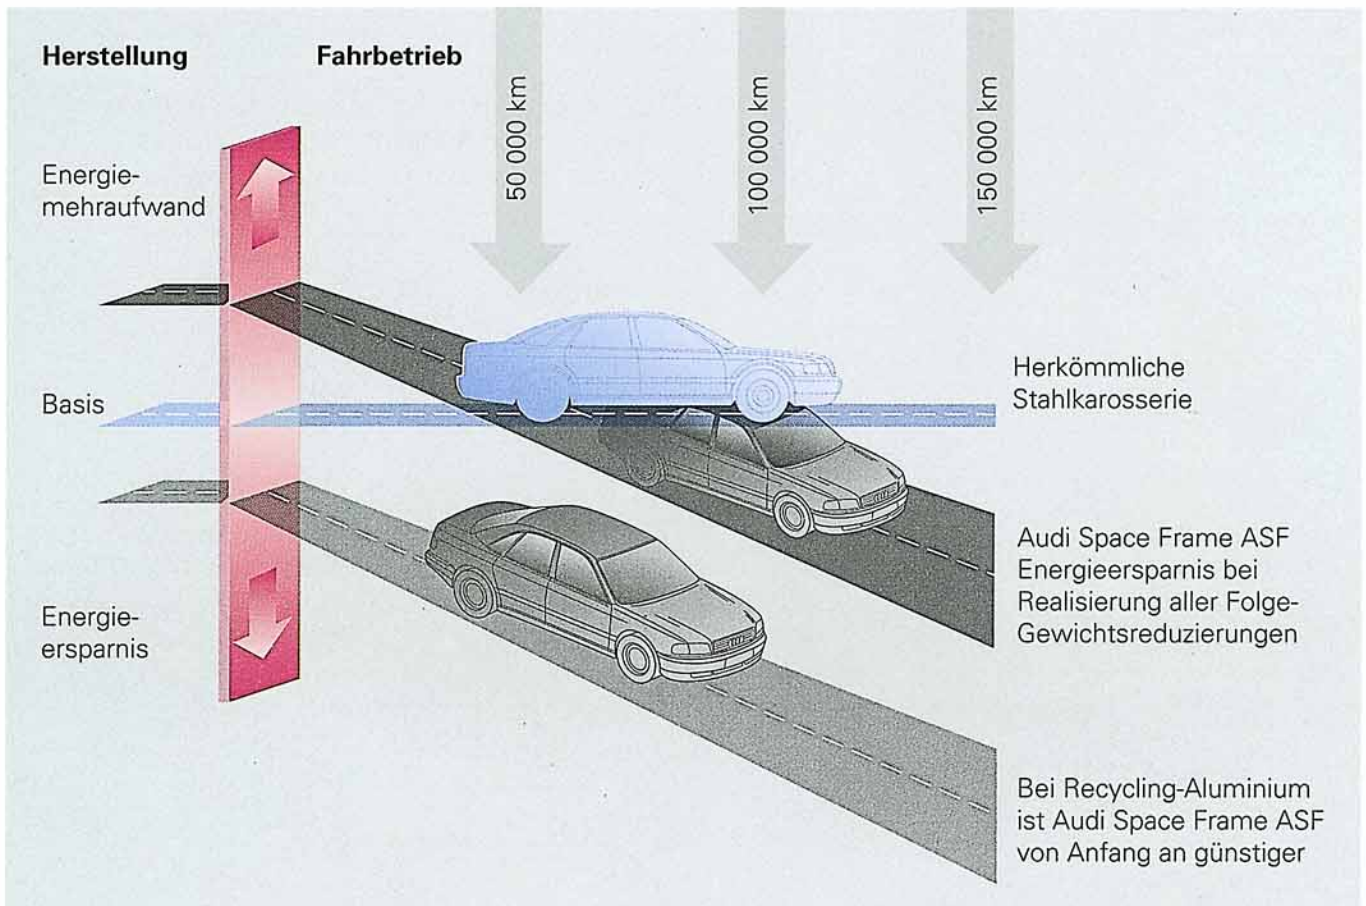 Herstellung
Fahrbetrieb
50 000 km
100 000 km
150 000 km
Energie-
mehraufwand
Basis
Energie-
ersparnis
Herkömmliche
Stahlkarosserie
Audi Space Frame ASF
Energieersparnis bei
Realisierung aller Folge-
Gewichtsreduzierungen
Bei Recycling-Aluminium
ist Audi Space Frame ASF
von Anfang an günstiger